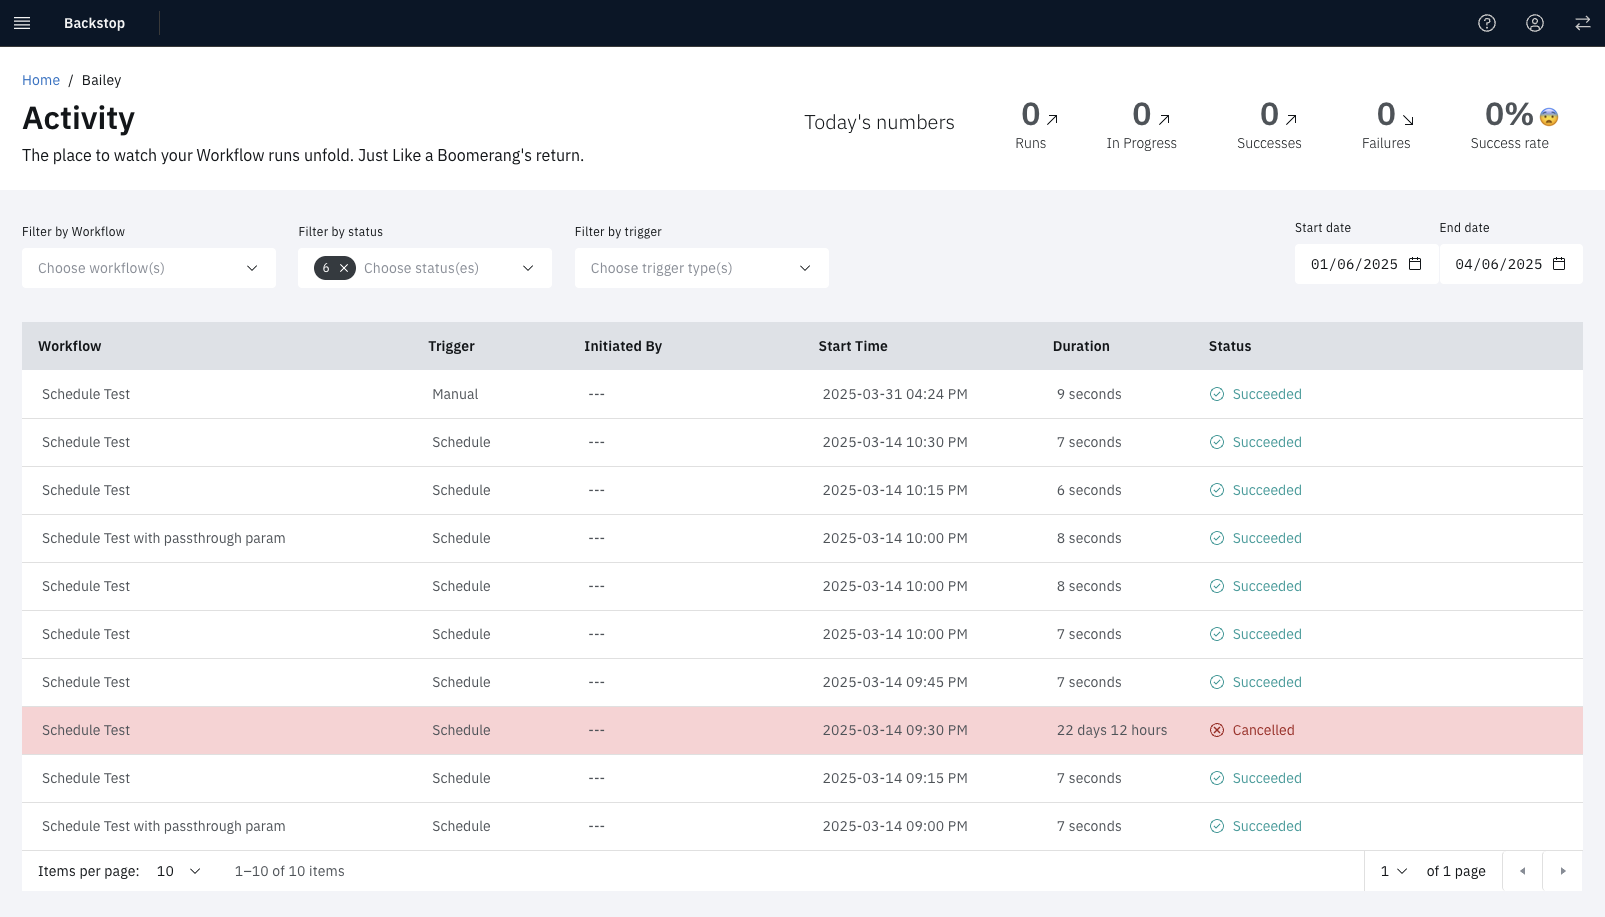 Backstop
Home / Bailey
Activity
The place to watch your Workflow runs unfold. Just Like a Boomerang's return.
Today's numbers
0 Runs
0 In Progress
0 Successes
0 Failures
0% Success rate
Filter by Workflow
Choose workflow(s)
Filter by status
6 Choose status(es)
Filter by trigger
Choose trigger type(s)
Start date
01/06/2025
End date
04/06/2025
Workflow Trigger Initiated By Start Time Duration Status
Schedule Test Manual --- 2025-03-31 04:24 PM 9 seconds Succeeded
Schedule Test Schedule --- 2025-03-14 10:30 PM 7 seconds Succeeded
Schedule Test Schedule --- 2025-03-14 10:15 PM 6 seconds Succeeded
Schedule Test with passthrough param Schedule --- 2025-03-14 10:00 PM 8 seconds Succeeded
Schedule Test Schedule --- 2025-03-14 10:00 PM 8 seconds Succeeded
Schedule Test Schedule --- 2025-03-14 10:00 PM 7 seconds Succeeded
Schedule Test Schedule --- 2025-03-14 09:45 PM 7 seconds Succeeded
Schedule Test Schedule --- 2025-03-14 09:30 PM 22 days 12 hours Cancelled
Schedule Test Schedule --- 2025-03-14 09:15 PM 7 seconds Succeeded
Schedule Test with passthrough param Schedule --- 2025-03-14 09:00 PM 7 seconds Succeeded
Items per page: 10 1–10 of 10 items 1 of 1 page